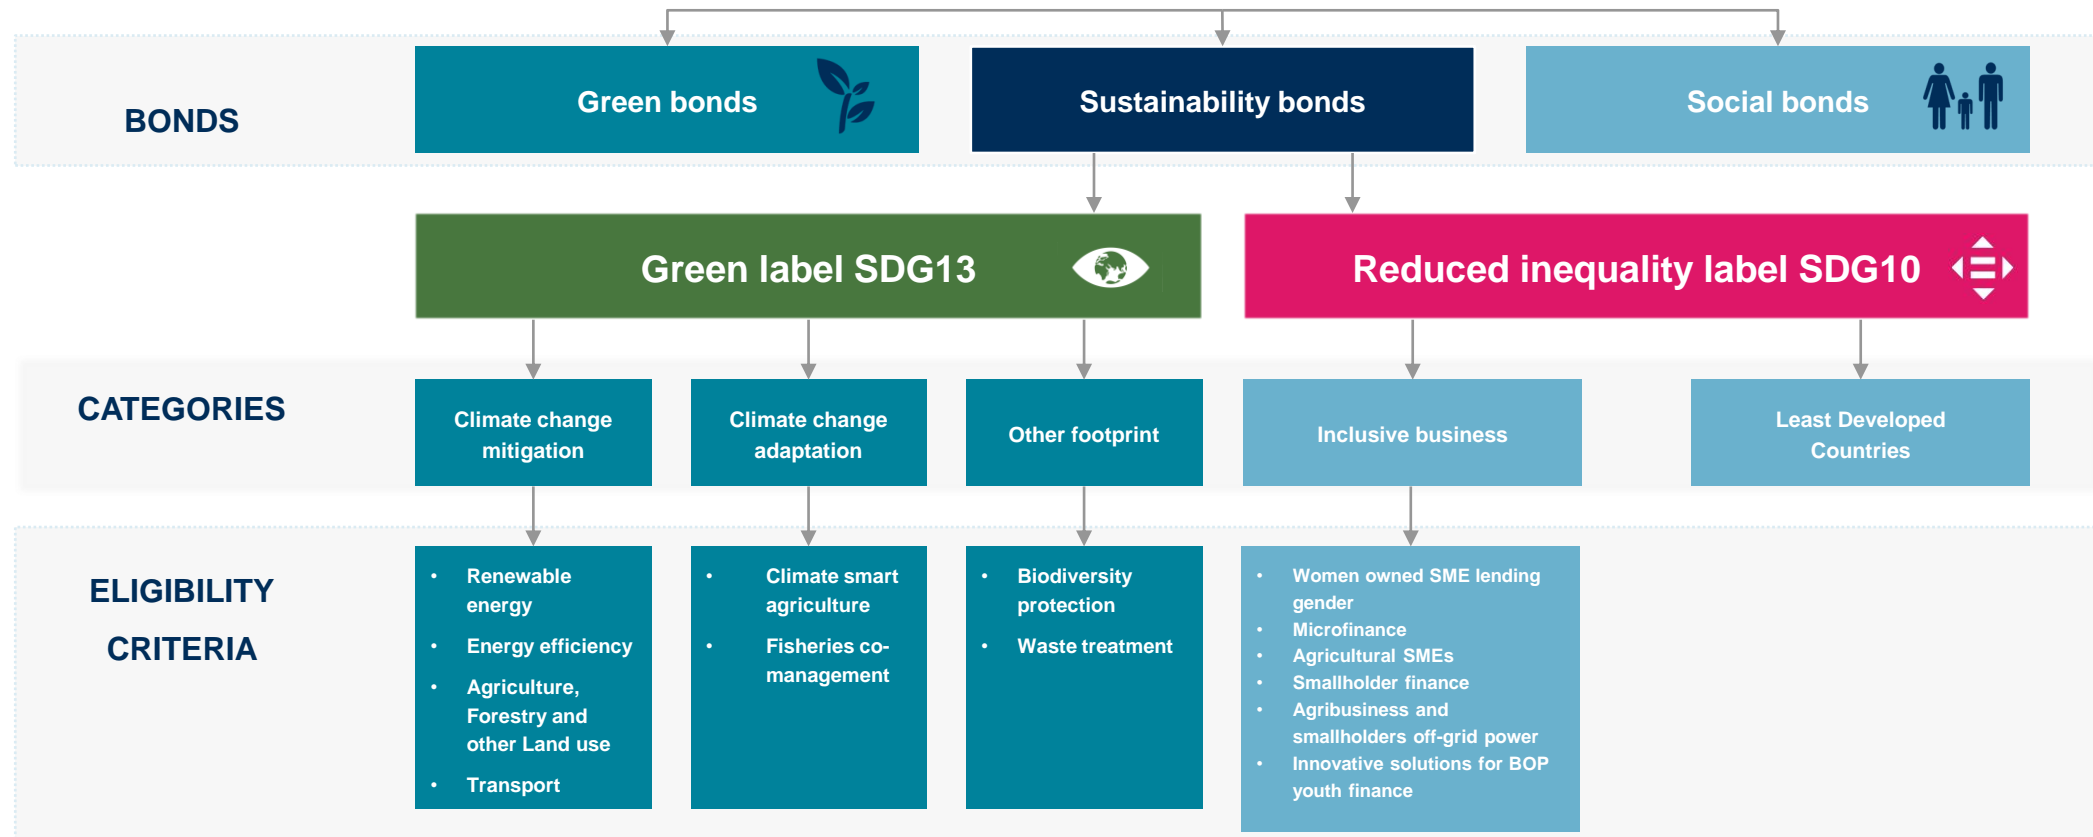 BONDS
Green bonds
Sustainability bonds
Social bonds
Green label SDG13
Reduced inequality label SDG10
CATEGORIES
Climate change
mitigation
Climate change
adaptation
Other footprint
Inclusive business
Least Developed
Countries
ELIGIBILITY
CRITERIA
• Renewable
energy
• Energy efficiency
• Agriculture,
Forestry and
other Land use
• Transport
• Climate smart
agriculture
• Fisheries co-
management
• Biodiversity
protection
• Waste treatment
• Women owned SME lending
gender
• Microfinance
• Agricultural SMEs
• Smallholder finance
• Agribusiness and
smallholders off-grid power
• Innovative solutions for BOP
youth finance